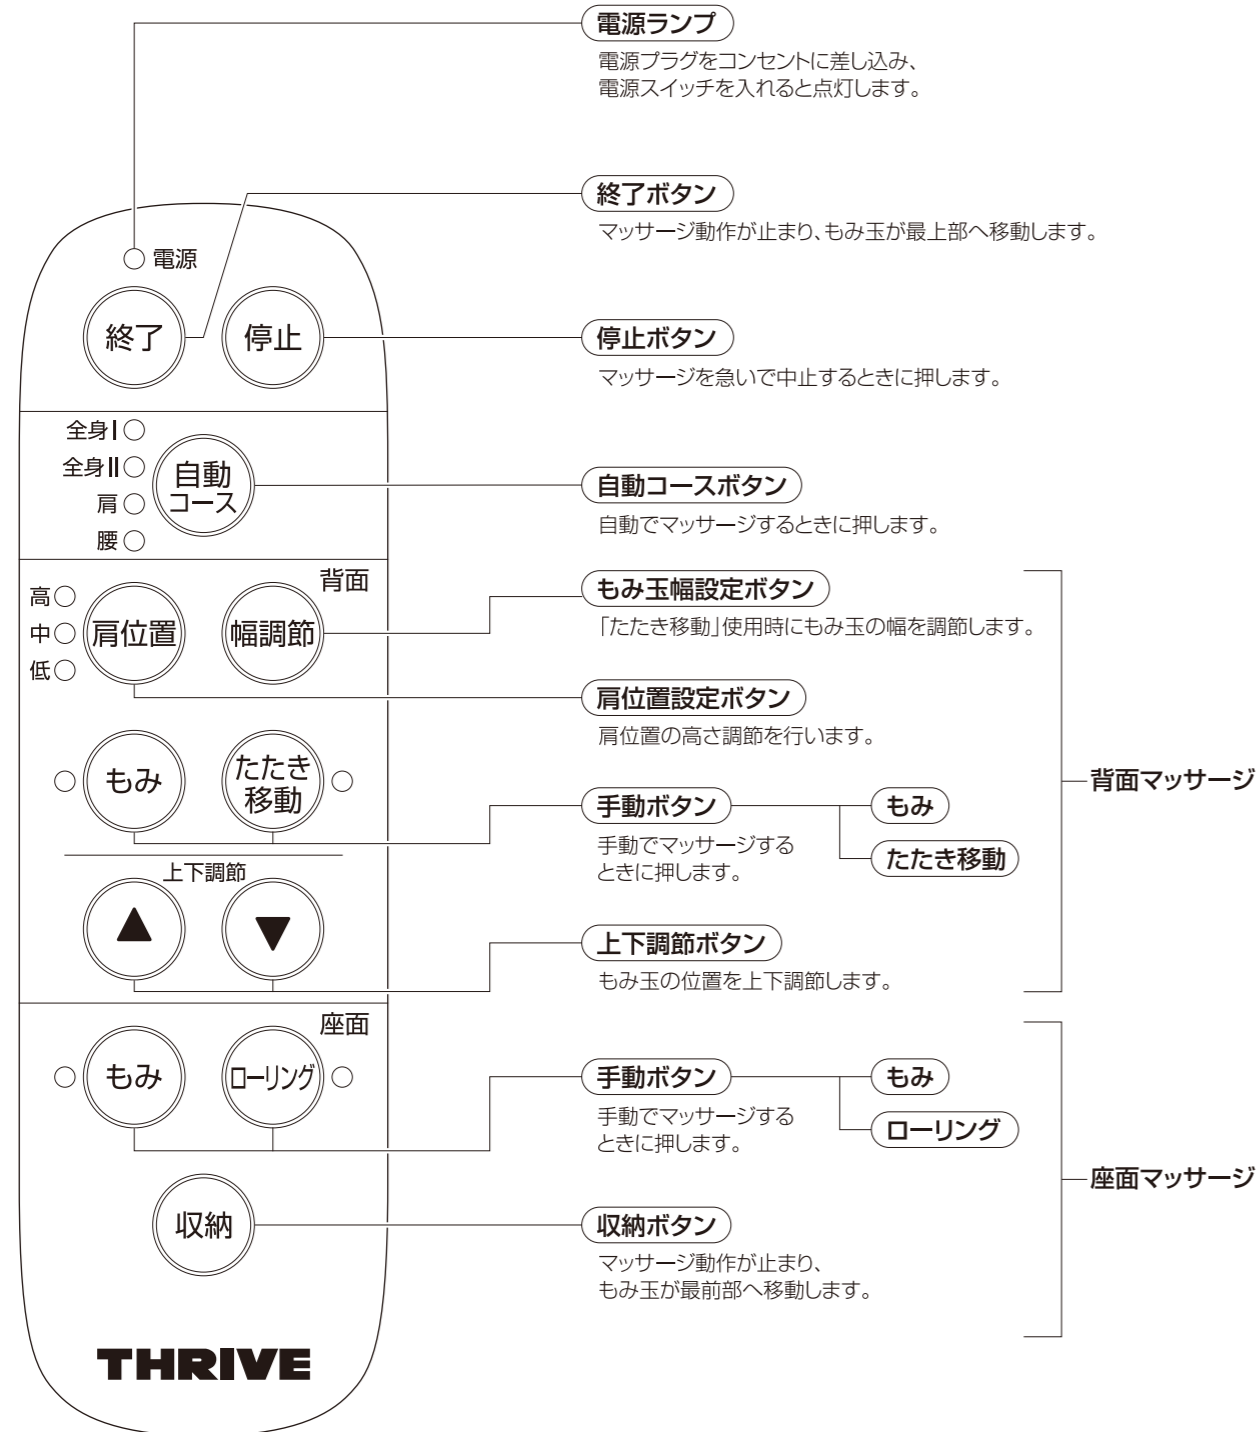 電源ランプ
電源プラグをコンセントに差し込み、
電源スイッチを入れると点灯します。
終了ボタン
マッサージ動作が止まり、もみ玉が最上部へ移動します。
電源
終了
停止
停止ボタン
マッサージを急いで中止するときに押します。
全身Ⅰ
全身Ⅱ
肩
腰
自動
コース
自動コースボタン
自動でマッサージするときに押します。
背面
高
中
低
肩位置
幅調節
もみ玉幅設定ボタン
「たたき移動」使用時にもみ玉の幅を調節します。
肩位置設定ボタン
肩位置の高さ調節を行います。
もみ
たたき
移動
手動ボタン
手動でマッサージする
ときに押します。
もみ
たたき移動
背面マッサージ
上下調節
▲
▼
上下調節ボタン
もみ玉の位置を上下調節します。
座面
もみ
ローリング
手動ボタン
手動でマッサージする
ときに押します。
もみ
ローリング
座面マッサージ
収納
収納ボタン
マッサージ動作が止まり、
もみ玉が最前部へ移動します。
THRIVE